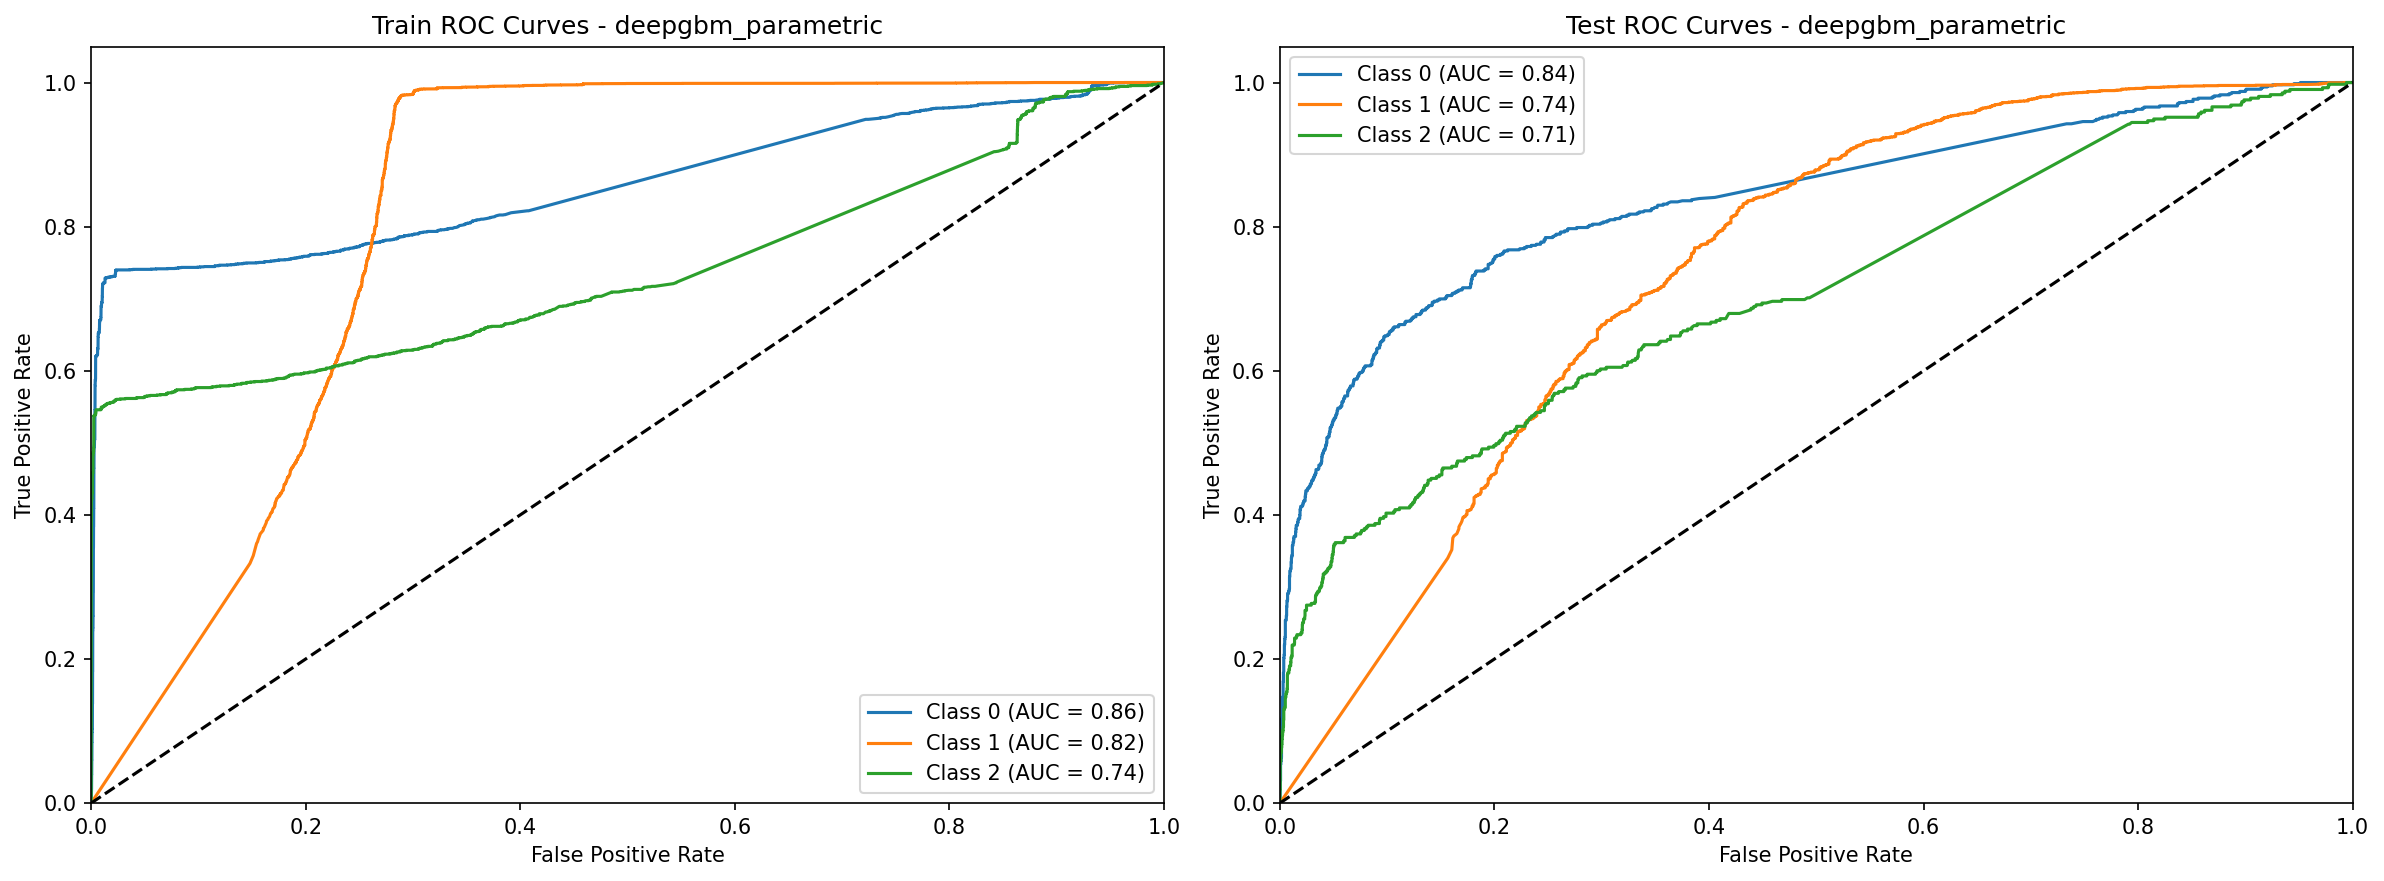 Train ROC Curves - deepgbm_parametric
True Positive Rate
1.0
0.8
0.6
0.4
0.2
0.0
0.0 0.2 0.4 0.6 0.8 1.0
False Positive Rate
Class 0 (AUC = 0.86)
Class 1 (AUC = 0.82)
Class 2 (AUC = 0.74)
Test ROC Curves - deepgbm_parametric
Class 0 (AUC = 0.84)
Class 1 (AUC = 0.74)
Class 2 (AUC = 0.71)
True Positive Rate
1.0
0.8
0.6
0.4
0.2
0.0
0.0 0.2 0.4 0.6 0.8 1.0
False Positive Rate